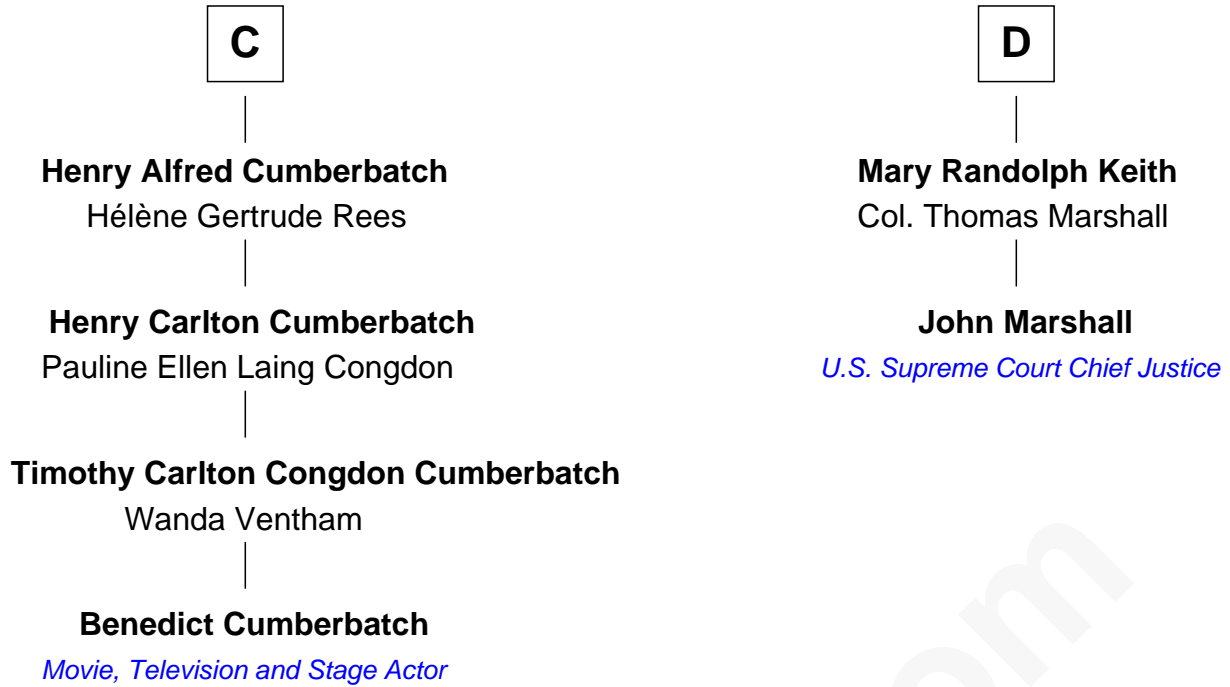 C
Henry Alfred Cumberbatch
Hélène Gertrude Rees
Henry Carlton Cumberbatch
Pauline Ellen Laing Congdon
Timothy Carlton Congdon Cumberbatch
Wanda Ventham
Benedict Cumberbatch
Movie, Television and Stage Actor
D
Mary Randolph Keith
Col. Thomas Marshall
John Marshall
U.S. Supreme Court Chief Justice
om